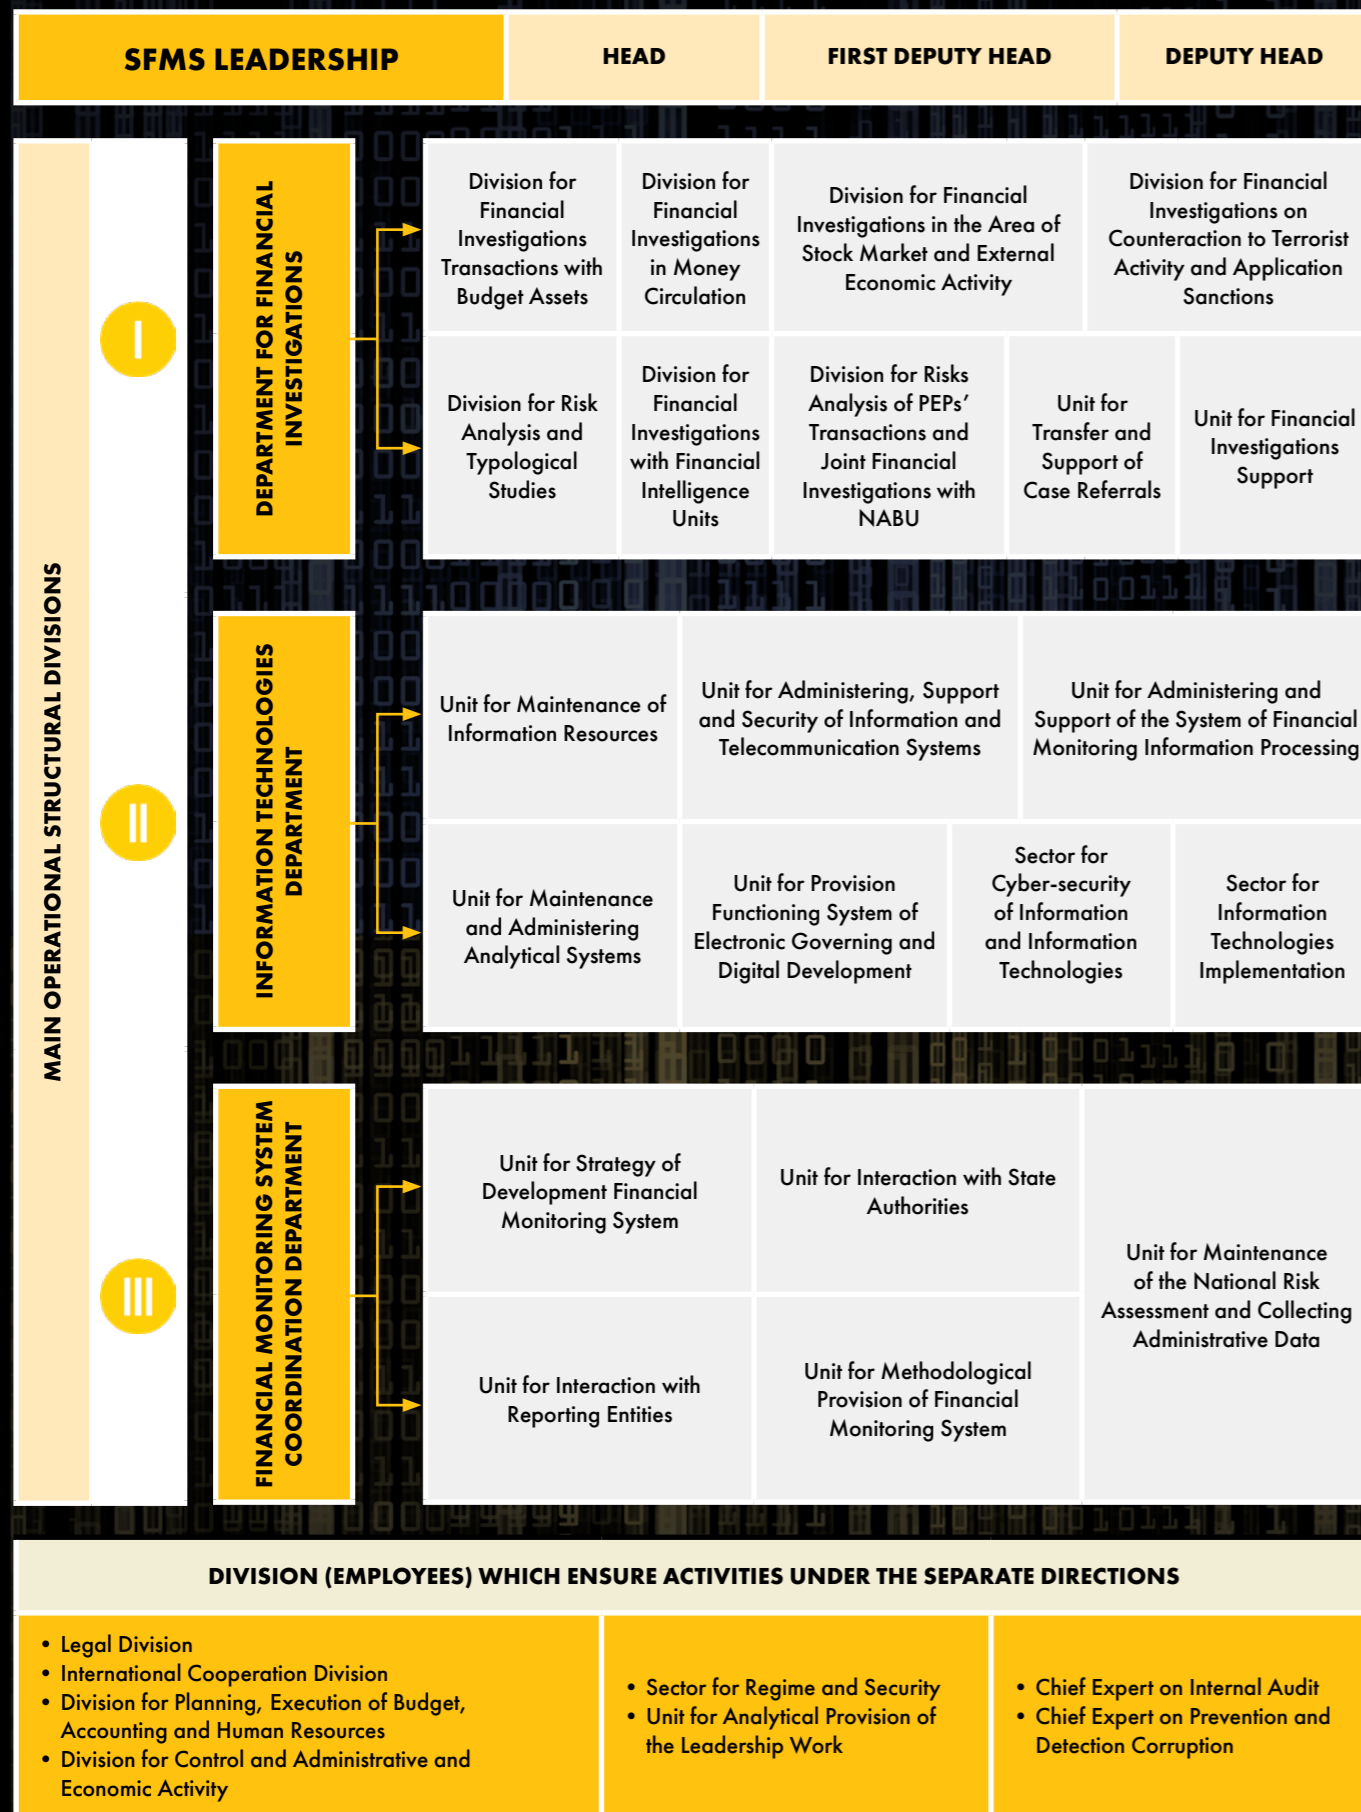 SFMS LEADERSHIP
HEAD
FIRST DEPUTY HEAD
DEPUTY HEAD
MAIN OPERATIONAL STRUCTURAL DIVISIONS
I
DEPARTMENT FOR FINANCIAL
INVESTIGATIONS
Division for
Financial
Investigations
Transactions with
Budget Assets
Division for
Financial
Investigations
in Money
Circulation
Division for Financial
Investigations in the Area of
Stock Market and External
Economic Activity
Division for Financial
Investigations on
Counteraction to Terrorist
Activity and Application
Sanctions
Division for Risk
Analysis and
Typological
Studies
Division for
Financial
Investigations
with Financial
Intelligence
Units
Division for Risks
Analysis of PEPs’
Transactions and
Joint Financial
Investigations with
NABU
Unit for
Transfer and
Support of
Case Referrals
Unit for Financial
Investigations
Support
II
INFORMATION TECHNOLOGIES
DEPARTMENT
Unit for Maintenance of
Information Resources
Unit for Administering, Support
and Security of Information and
Telecommunication Systems
Unit for Administering and
Support of the System of Financial
Monitoring Information Processing
Unit for Maintenance
and Administering
Analytical Systems
Unit for Provision
Functioning System of
Electronic Governing and
Digital Development
Sector for
Cyber-security
of Information
and Information
Technologies
Sector for
Information
Technologies
Implementation
III
FINANCIAL MONITORING SYSTEM
COORDINATION DEPARTMENT
Unit for Strategy of
Development Financial
Monitoring System
Unit for Interaction with State
Authorities
Unit for Maintenance
of the National Risk
Assessment and Collecting
Administrative Data
Unit for Interaction with
Reporting Entities
Unit for Methodological
Provision of Financial
Monitoring System
DIVISION (EMPLOYEES) WHICH ENSURE ACTIVITIES UNDER THE SEPARATE DIRECTIONS
• Legal Division
• International Cooperation Division
• Division for Planning, Execution of Budget,
Accounting and Human Resources
• Division for Control and Administrative and
Economic Activity
• Sector for Regime and Security
• Unit for Analytical Provision of
the Leadership Work
• Chief Expert on Internal Audit
• Chief Expert on Prevention and
Detection Corruption